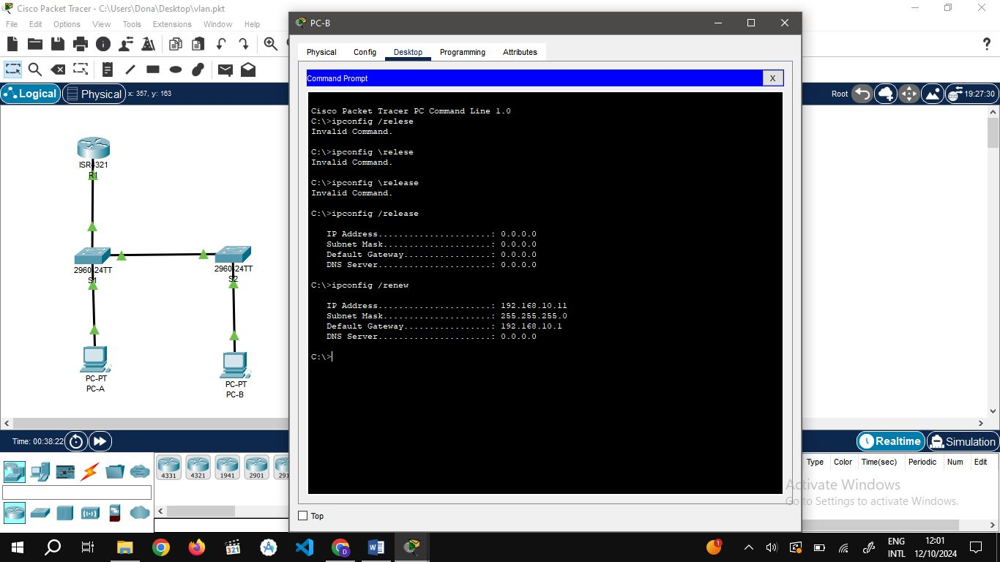 Cisco Packet Tracer - C:\Users\Dona\Desktop\vlan.pkt
File Edit Options View Tools Extensions Window Help
PC-B
Physical Config Desktop Programming Attributes
Command Prompt
X
Logical Physical x: 357, y: 163
Root 19:27:30
Cisco Packet Tracer PC Command Line 1.0
C:\>ipconfig /relese
Invalid Command.
C:\>ipconfig \relese
Invalid Command.
C:\>ipconfig \release
Invalid Command.
C:\>ipconfig /release
IP Address......................: 0.0.0.0
Subnet Mask.....................: 0.0.0.0
Default Gateway.................: 0.0.0.0
DNS Server......................: 0.0.0.0
C:\>ipconfig /renew
IP Address......................: 192.168.10.11
Subnet Mask.....................: 255.255.255.0
Default Gateway.................: 192.168.10.1
DNS Server......................: 0.0.0.0
C:\>
Top
ISR4321
R1
2960-24TT
S1
2960-24TT
S2
PC-PT
PC-A
PC-PT
PC-B
Time: 00:38:22
Realtime Simulation
4331 4321 1941 2901
Type Color Time(sec) Periodic Num Edit
Activate Windows
Go to Settings to activate Windows.
321
D
1
ENG
INTL
12:01
12/10/2024